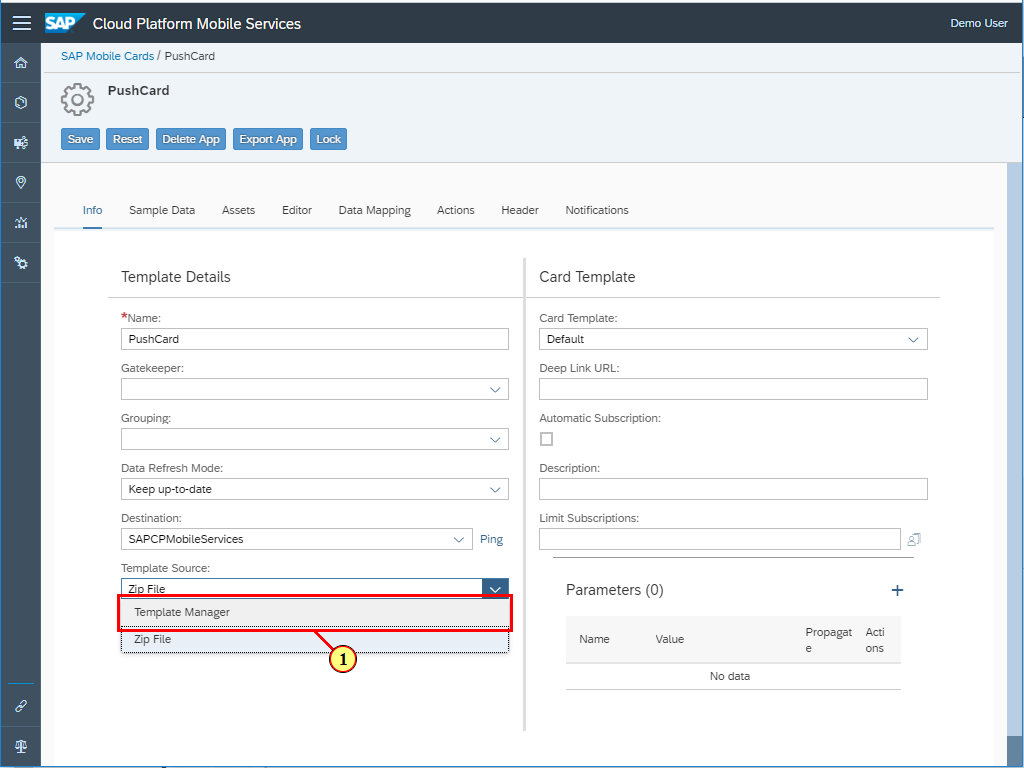 SAP Cloud Platform Mobile Services
Demo User
SAP Mobile Cards / PushCard
PushCard
Save Reset Delete App Export App Lock
Info Sample Data Assets Editor Data Mapping Actions Header Notifications
Template Details
*Name:
PushCard
Gatekeeper:
Grouping:
Data Refresh Mode:
Keep up-to-date
Destination:
SAPCPMobileServices Ping
Template Source:
Zip File
Template Manager
Zip File
1
Card Template
Card Template:
Default
Deep Link URL:
Automatic Subscription:
Description:
Limit Subscriptions:
Parameters (0) +
Name Value Propagat Acti
e ons
No data